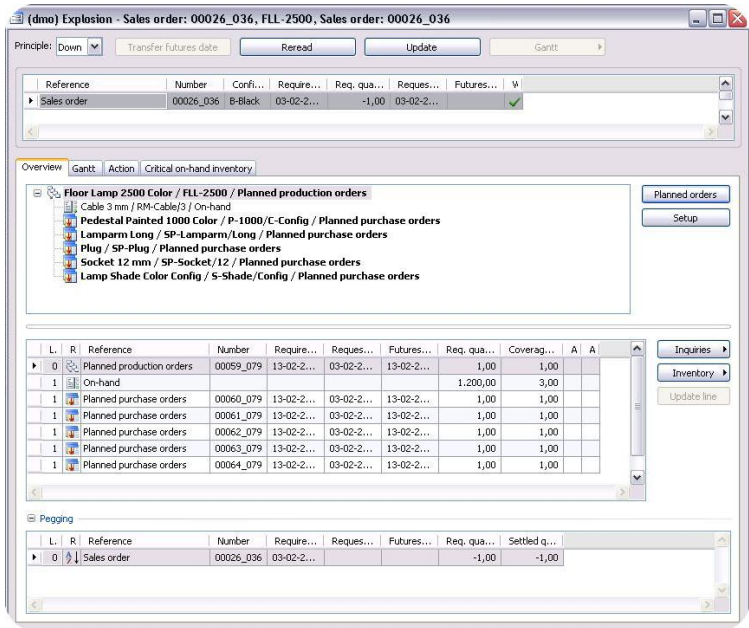 (dmo) Explosion - Sales order: 00026_036, FLL-2500, Sales order: 00026_036
Principle: Down Transfer futures date Reread Update Gantt
Reference Number Confi... Require... Req. qua... Reques... Futures...
Sales order 00026_036 B-Black 03-02-2... -1,00 03-02-2...
Overview Gantt Action Critical on-hand inventory
Floor Lamp 2500 Color / FLL-2500 / Planned production orders
Planned orders
Cable 3 mm / RM-Cable/3 / On-hand
Pedestal Painted 1000 Color / P-1000/C-Config / Planned purchase orders
Setup
Lamparm Long / SP-Lamparm/Long / Planned purchase orders
Plug / SP-Plug / Planned purchase orders
Socket 12 mm / SP-Socket/12 / Planned purchase orders
Lamp Shade Color Config / S-Shade/Config / Planned purchase orders
L. R Reference Number Require... Reques... Futures... Req. qua... Coverag... A A
Inquiries
0 Planned production orders 00059_079 13-02-2... 03-02-2... 13-02-2... 1,00 1,00
Inventory
1 On-hand 1.200,00 3,00
Update line
1 Planned purchase orders 00060_079 13-02-2... 03-02-2... 13-02-2... 1,00 1,00
1 Planned purchase orders 00061_079 13-02-2... 03-02-2... 13-02-2... 1,00 1,00
1 Planned purchase orders 00062_079 13-02-2... 03-02-2... 13-02-2... 1,00 1,00
1 Planned purchase orders 00063_079 13-02-2... 03-02-2... 13-02-2... 1,00 1,00
1 Planned purchase orders 00064_079 13-02-2... 03-02-2... 13-02-2... 1,00 1,00
Pegging
L. R Reference Number Require... Reques... Futures... Req. qua... Settled q...
0 Sales order 00026_036 03-02-2... -1,00 -1,00